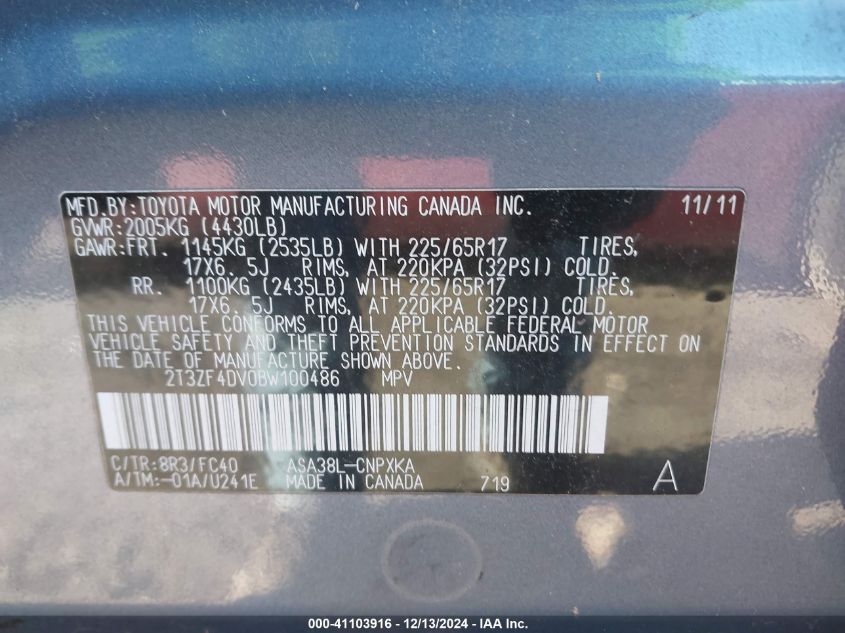 MFD.BY:TOYOTA MOTOR MANUFACTURING CANADA INC. 11/11
GVWR:2005KG (4430LB)
GAWR:FRT. 1145KG (2535LB) WITH 225/65R17 TIRES,
17X6.5J RIMS, AT 220KPA (32PSI) COLD.
RR. 1100KG (2435LB) WITH 225/65R17 TIRES,
17X6.5J RIMS, AT 220KPA (32PSI) COLD.
THIS VEHICLE CONFORMS TO ALL APPLICABLE FEDERAL MOTOR
VEHICLE SAFETY AND THEFT PREVENTION STANDARDS IN EFFECT ON
THE DATE OF MANUFACTURE SHOWN ABOVE.
2T3ZF4DV0BW100486 MPV
C/TR:8R3/FC40 ASA38L-CNPXKA
A/TM:-01A/U241E MADE IN CANADA 719 A
000-41103916 - 12/13/2024 - IAA Inc.